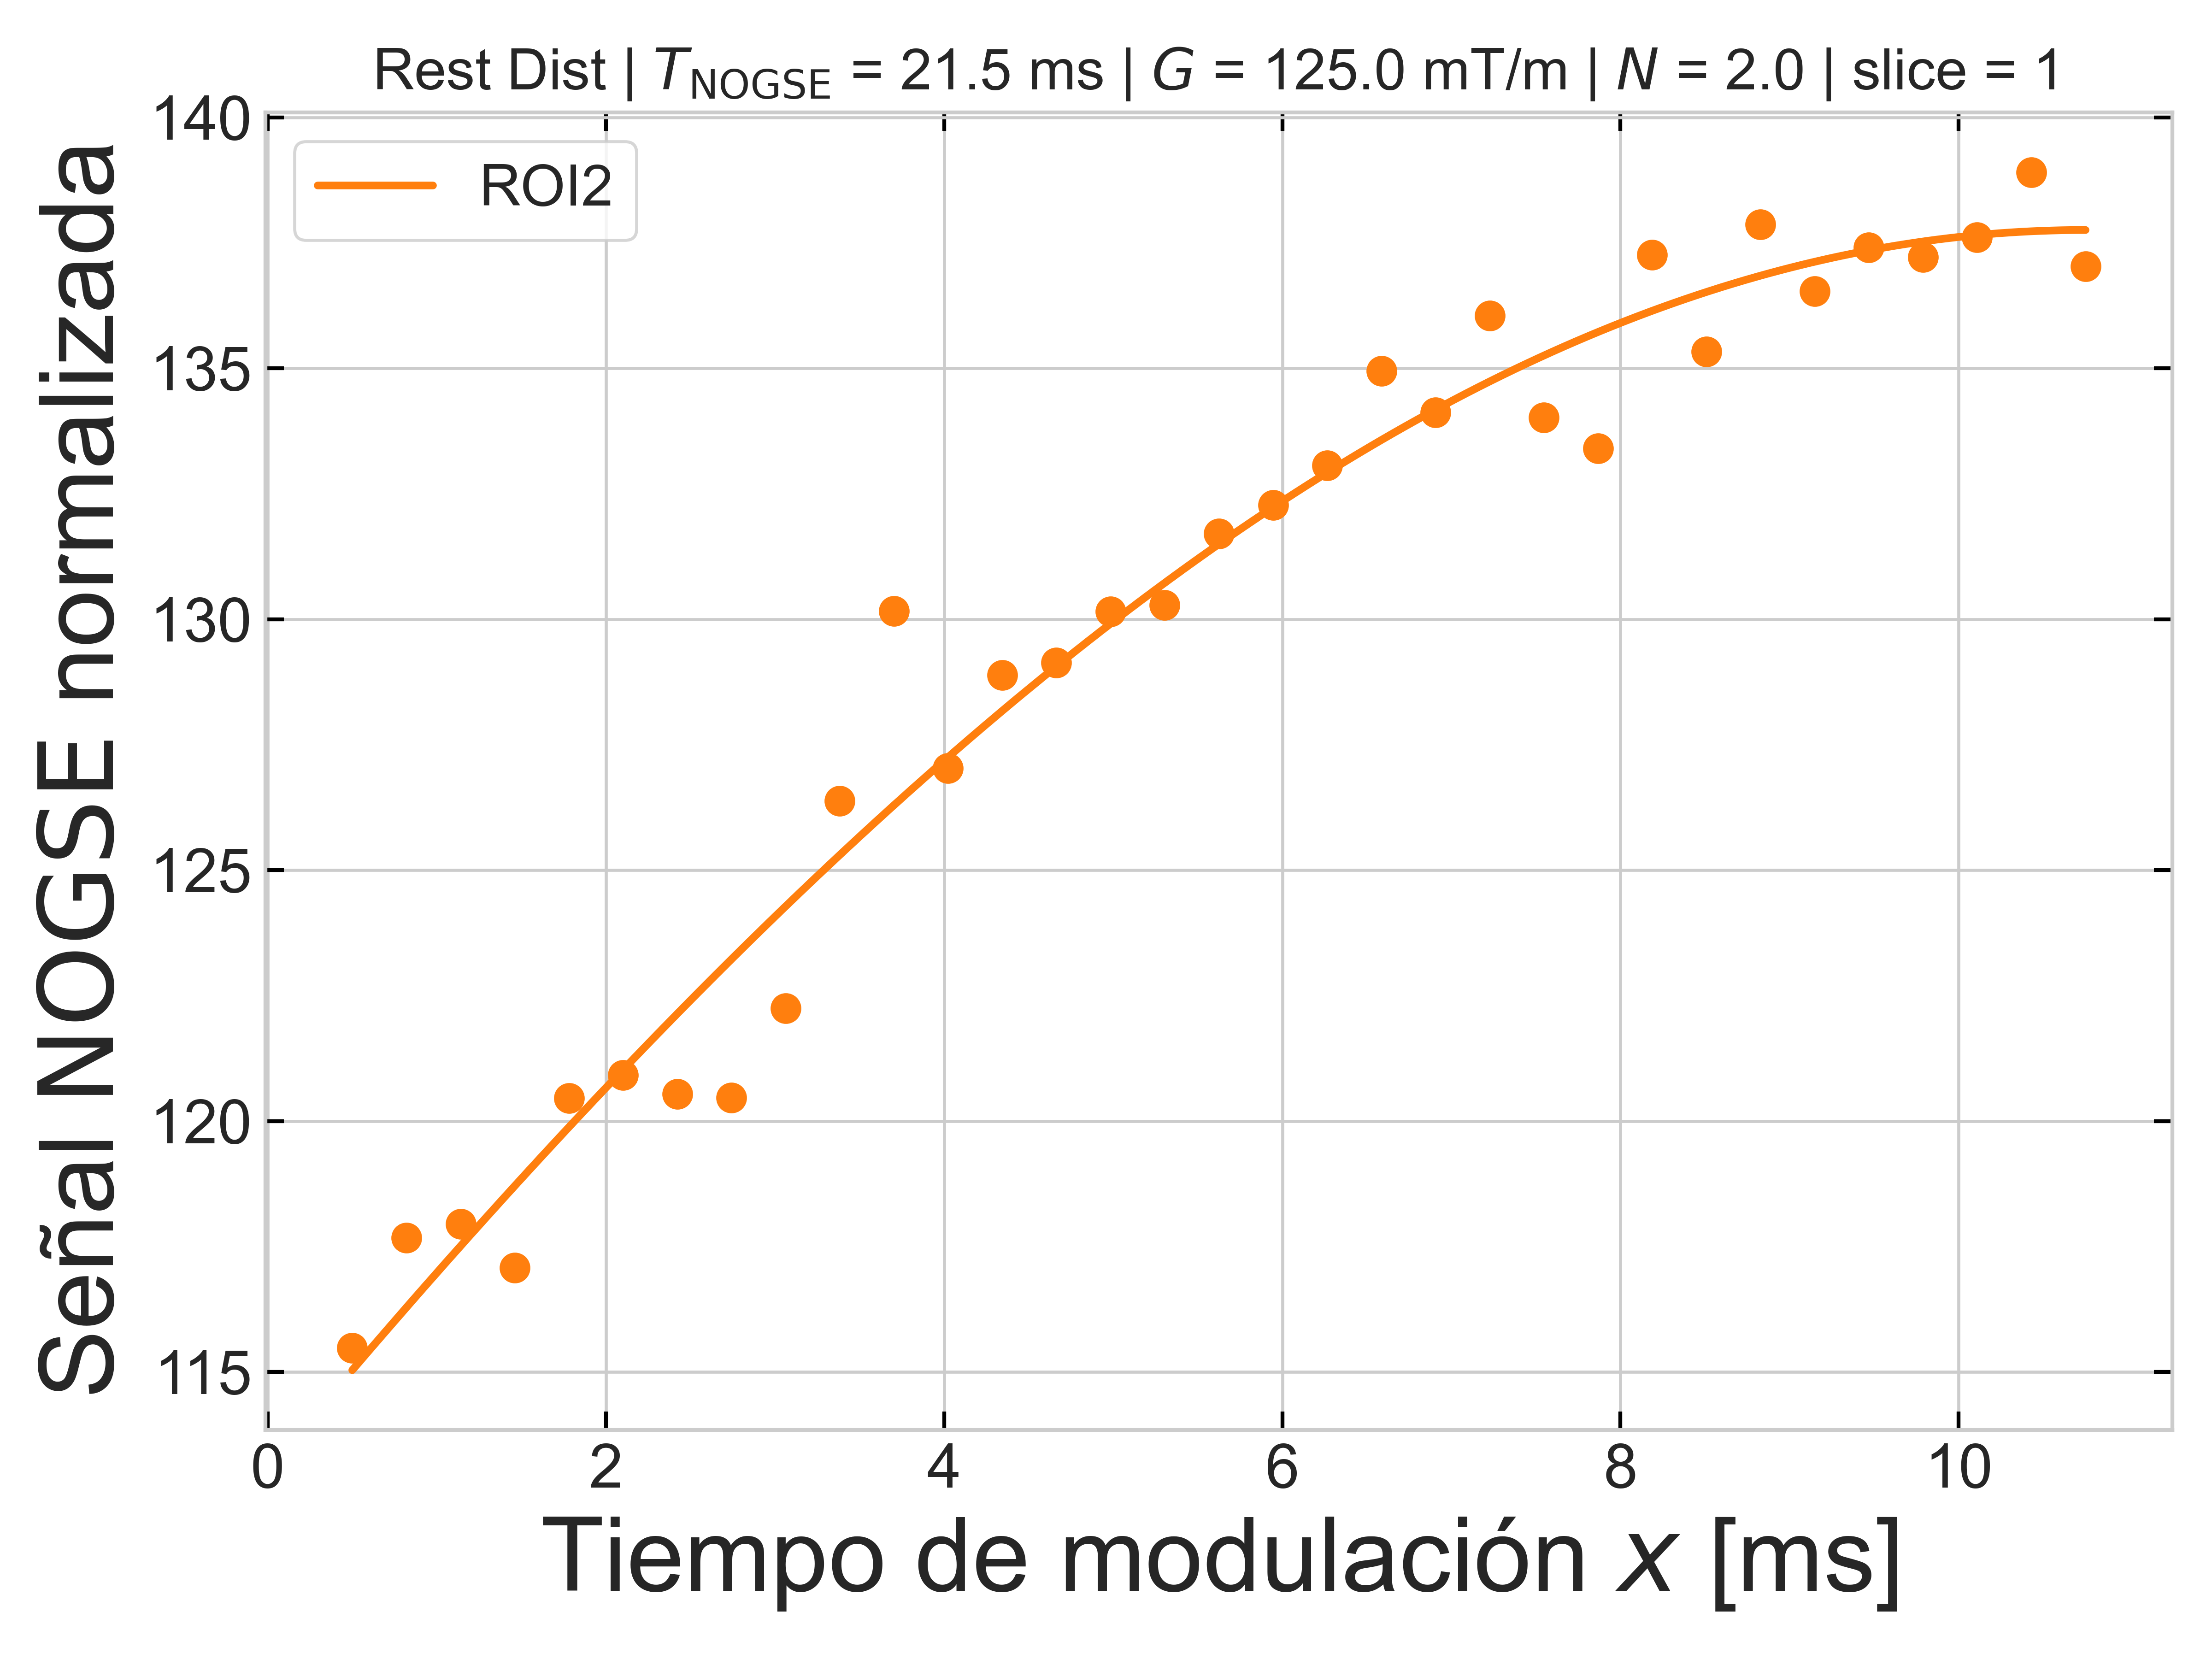 Rest Dist | T_NOGSE = 21.5 ms | G = 125.0 mT/m | N = 2.0 | slice = 1
ROI2
Señal NOGSE normalizada
140
135
130
125
120
115
0 2 4 6 8 10
Tiempo de modulación x [ms]